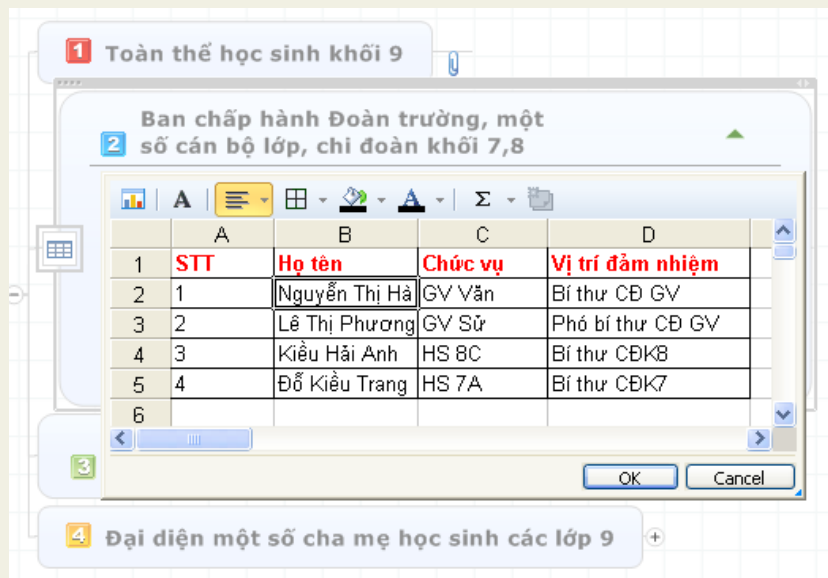 1 Toàn thể học sinh khối 9
Ban chấp hành Đoàn trường, một
2 số cán bộ lớp, chi đoàn khối 7,8
A A Σ
A B C D
1 STT Họ tên Chức vụ Vị trí đảm nhiệm
2 1 Nguyễn Thị Hà GV Văn Bí thư CĐ GV
3 2 Lê Thị Phương GV Sử Phó bí thư CĐ GV
4 3 Kiều Hải Anh HS 8C Bí thư CĐK8
5 4 Đỗ Kiều Trang HS 7A Bí thư CĐK7
6
3
OK Cancel
4 Đại diện một số cha mẹ học sinh các lớp 9